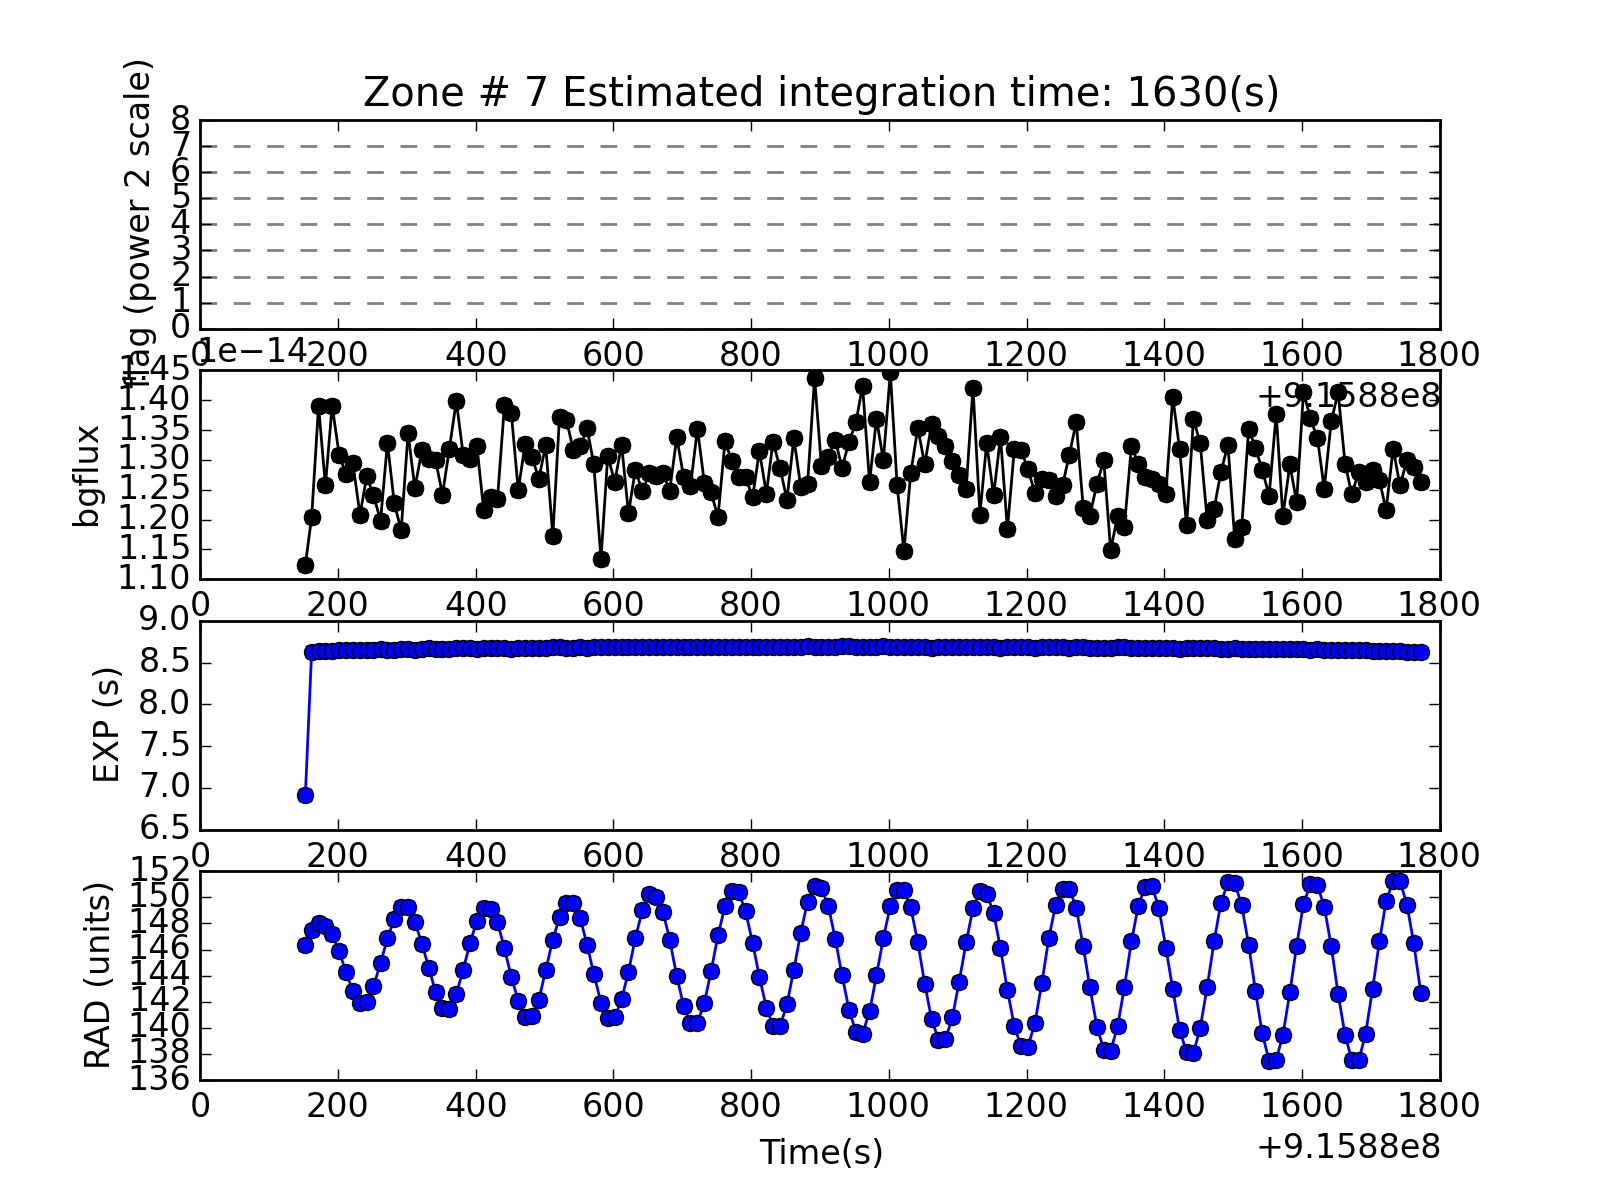 Zone # 7 Estimated integration time: 1630(s)
flag (power 2 scale)
8
7
6
5
4
3
2
1
0
0 200 400 600 800 1000 1200 1400 1600 1800
+9.1588e8
1e−14
bgflux
1.45
1.40
1.35
1.30
1.25
1.20
1.15
1.10
0 200 400 600 800 1000 1200 1400 1600 1800
EXP (s)
9.0
8.5
8.0
7.5
7.0
6.5
0 200 400 600 800 1000 1200 1400 1600 1800
RAD (units)
152
150
148
146
144
142
140
138
136
0 200 400 600 800 1000 1200 1400 1600 1800
Time(s)
+9.1588e8